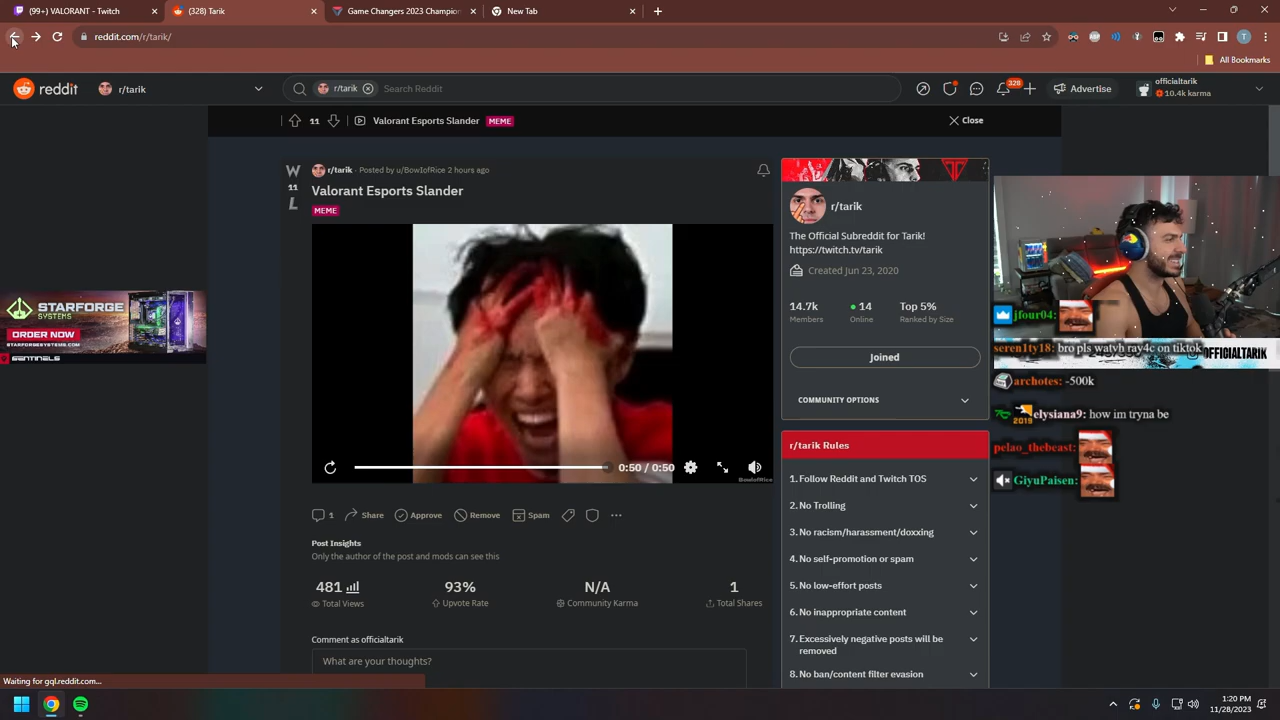 (99+) VALORANT - Twitch
(328) Tarik
Game Changers 2023 Champion
New Tab
reddit.com/r/tarik/
All Bookmarks
reddit
r/tarik
r/tarik
Search Reddit
328
Advertise
officialtarik
10.4k karma
11
Valorant Esports Slander
MEME
Close
W
11
L
r/tarik · Posted by u/BowlofRice 2 hours ago
Valorant Esports Slander
MEME
0:50 / 0:50
BowlofRice
1
Share
Approve
Remove
Spam
Post Insights
Only the author of the post and mods can see this
481
Total Views
93%
Upvote Rate
N/A
Community Karma
1
Total Shares
Comment as officialtarik
What are your thoughts?
r/tarik
The Official Subreddit for Tarik!
https://twitch.tv/tarik
Created Jun 23, 2020
14.7k
Members
14
Online
Top 5%
Ranked by Size
Joined
COMMUNITY OPTIONS
r/tarik Rules
1. Follow Reddit and Twitch TOS
2. No Trolling
3. No racism/harassment/doxxing
4. No self-promotion or spam
5. No low-effort posts
6. No inappropriate content
7. Excessively negative posts will be
removed
8. No ban/content filter evasion
STARFORGE
SYSTEMS
ORDER NOW
STARFORGESYSTEMS.COM
SENTINELS
jfour04:
seren1ty18: bro pls watvh ray4c on tiktok
OFFICIALTARIK
archotes: -500k
2019
elysiana9: how im tryna be
pelao_thebeast:
GiyuPaisen:
Waiting for gql.reddit.com...
1:20 PM
11/28/2023